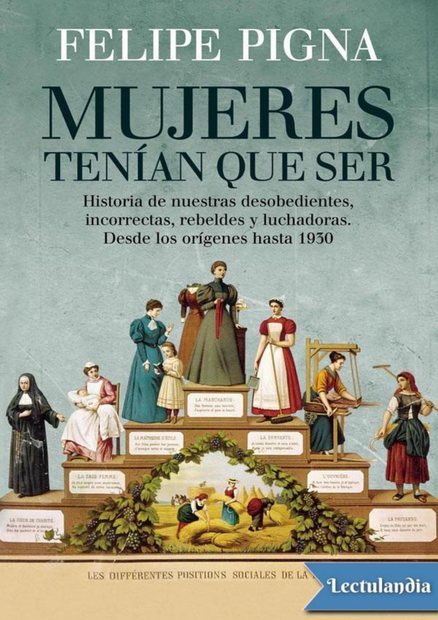 FELIPE PIGNA
MUJERES
TENÍAN QUE SER
Historia de nuestras desobedientes,
incorrectas, rebeldes y luchadoras.
Desde los orígenes hasta 1930
LA MARCHANDE.
LA MAÎTRESSE D'ÉCOLE.
LA SERVANTE.
LA SAGE-FEMME.
L'OUVRIÈRE.
LA SŒUR DE CHARITÉ.
LA PAYSANNE.
LES DIFFÉRENTES POSITIONS SOCIALES DE LA
Lectulandia